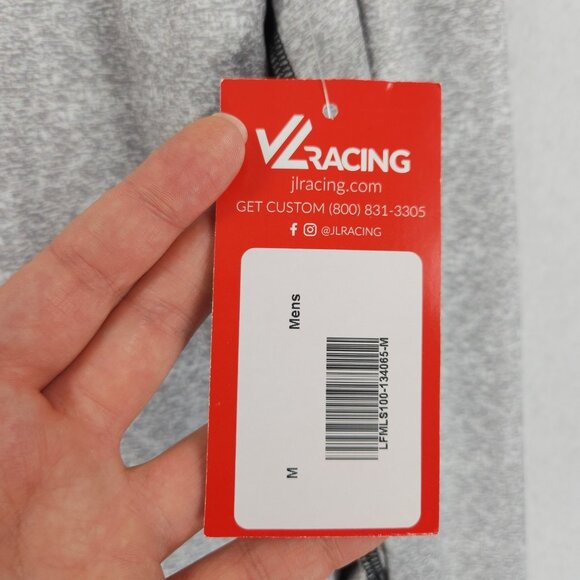 JLRACING
jlracing.com
GET CUSTOM (800) 831-3305
@JLRACING
Mens
M
LFMLS100-134065-M